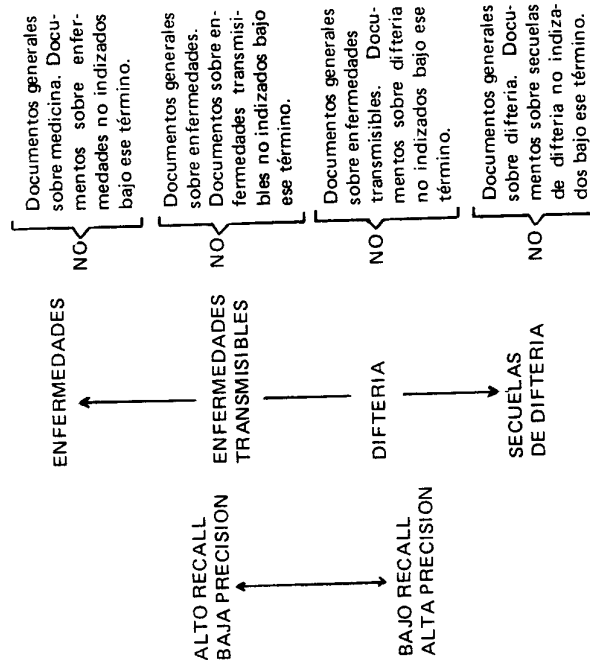 ENFERMEDADES
NO
Documentos generales
sobre medicina. Docu-
mentos sobre enfer-
medades no indizados
bajo ese término.
ALTO RECALL
BAJA PRECISION
ENFERMEDADES
TRANSMISIBLES
NO
Documentos generales
sobre enfermedades.
Documentos sobre en-
fermedades transmisi-
bles no indizados bajo
ese término.
DIFTERIA
NO
Documentos generales
sobre enfermedades
transmisibles. Docu-
mentos sobre difteria
no indizados bajo ese
término.
BAJO RECALL
ALTA PRECISION
SECUELAS
DE DIFTERIA
NO
Documentos generales
sobre difteria. Docu-
mentos sobre secuelas
de difteria no indiza-
dos bajo ese término.